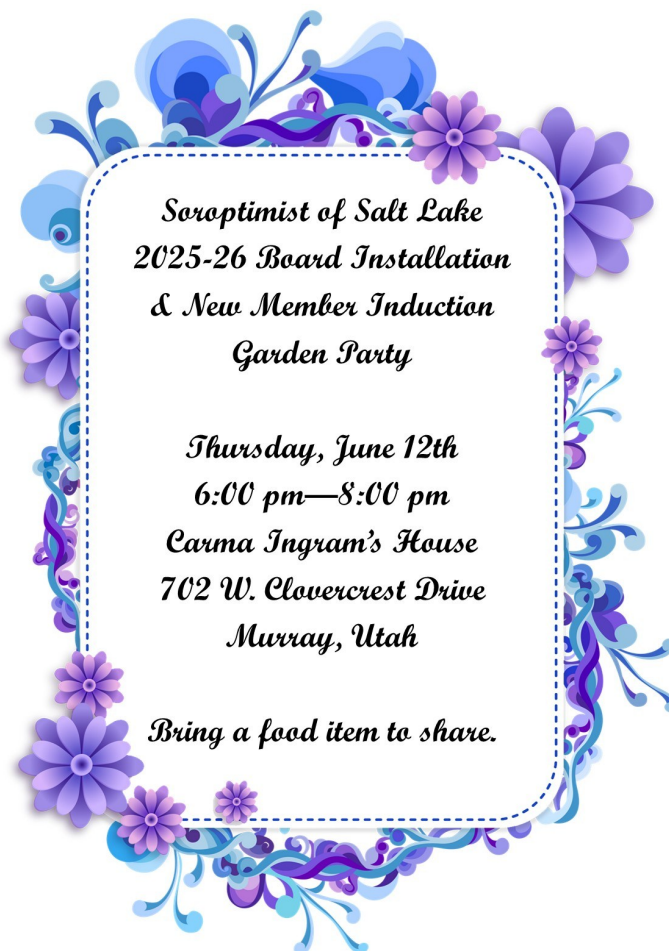 Soroptimist of Salt Lake
2025-26 Board Installation
& New Member Induction
Garden Party
Thursday, June 12th
6:00 pm—8:00 pm
Carma Ingram’s House
702 W. Clovercrest Drive
Murray, Utah
Bring a food item to share.